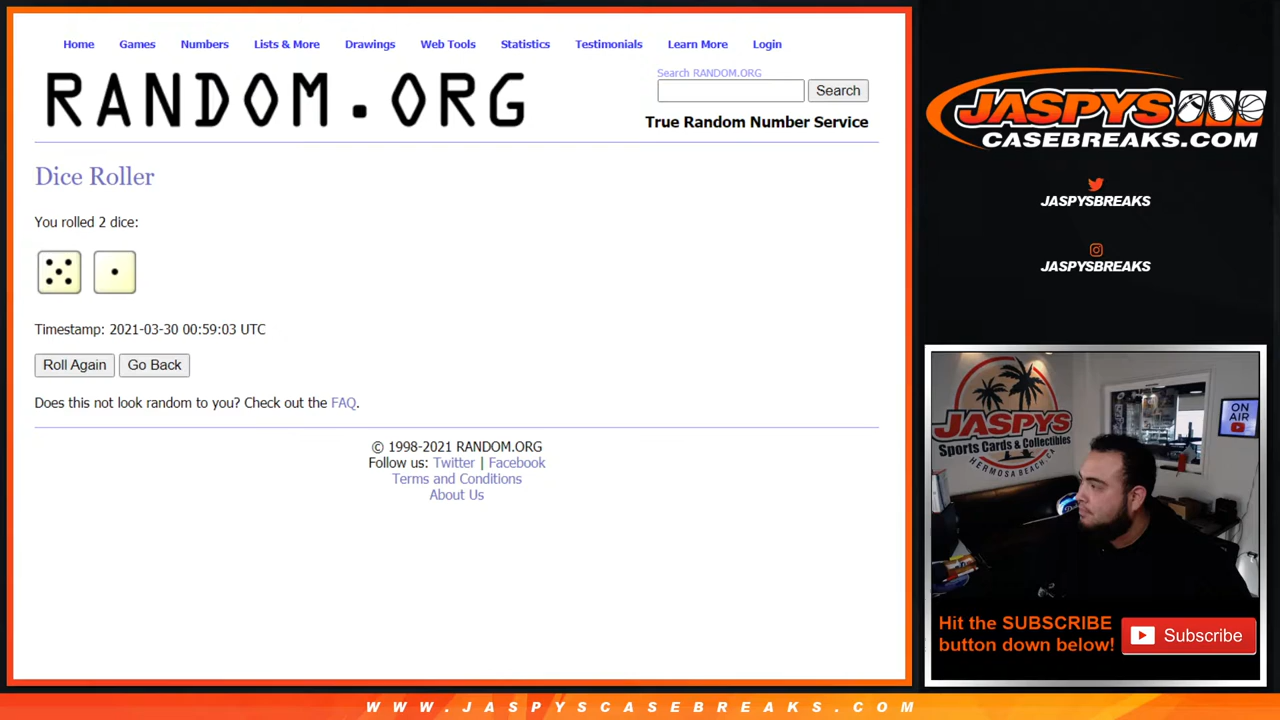 Home Games Numbers Lists & More Drawings Web Tools Statistics Testimonials Learn More Login
RANDOM.ORG
Search RANDOM.ORG
Search
True Random Number Service
Dice Roller
You rolled 2 dice:
Timestamp: 2021-03-30 00:59:03 UTC
Roll Again Go Back
Does this not look random to you? Check out the FAQ.
© 1998-2021 RANDOM.ORG
Follow us: Twitter | Facebook
Terms and Conditions
About Us
JASPYS
CASEBREAKS.COM
JASPYSBREAKS
JASPYSBREAKS
JASPYS
Sports Cards & Collectibles
HERMOSA BEACH, CA
ON
AIR
Hit the SUBSCRIBE
button down below!
Subscribe
WWW.JASPYSCASEBREAKS.COM